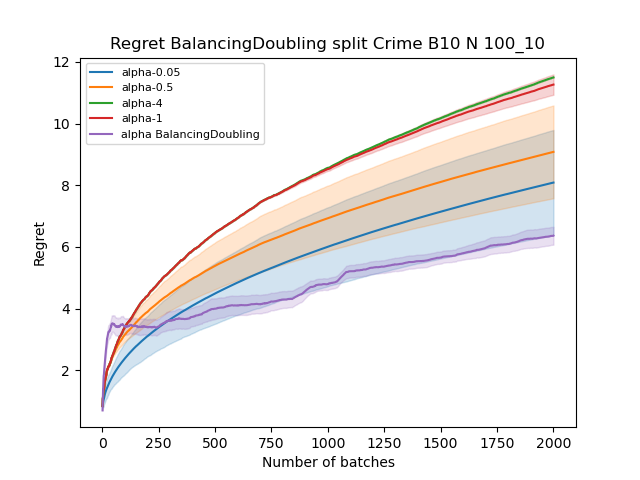 Regret BalancingDoubling split Crime B10 N 100_10
12
10
8
6
4
2
Regret
alpha-0.05
alpha-0.5
alpha-4
alpha-1
alpha BalancingDoubling
0 250 500 750 1000 1250 1500 1750 2000
Number of batches